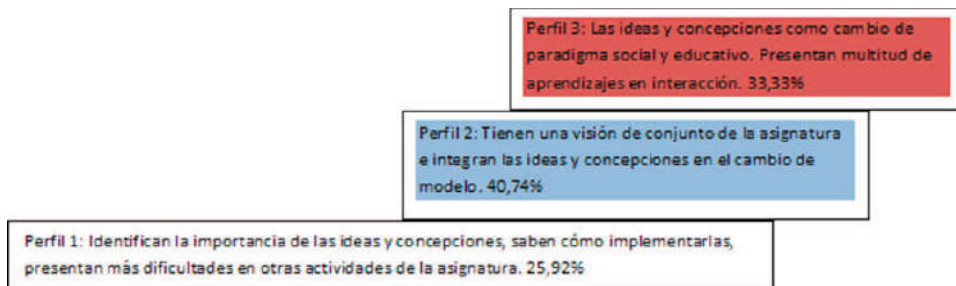 Perfil 3: Las ideas y concepciones como cambio de
paradigma social y educativo. Presentan multitud de
aprendizajes en interacción. 33,33%
Perfil 2: Tienen una visión de conjunto de la asignatura
e integran las ideas y concepciones en el cambio de
modelo. 40,74%
Perfil 1: Identifican la importancia de las ideas y concepciones, saben cómo implementarlas,
presentan más dificultades en otras actividades de la asignatura. 25,92%